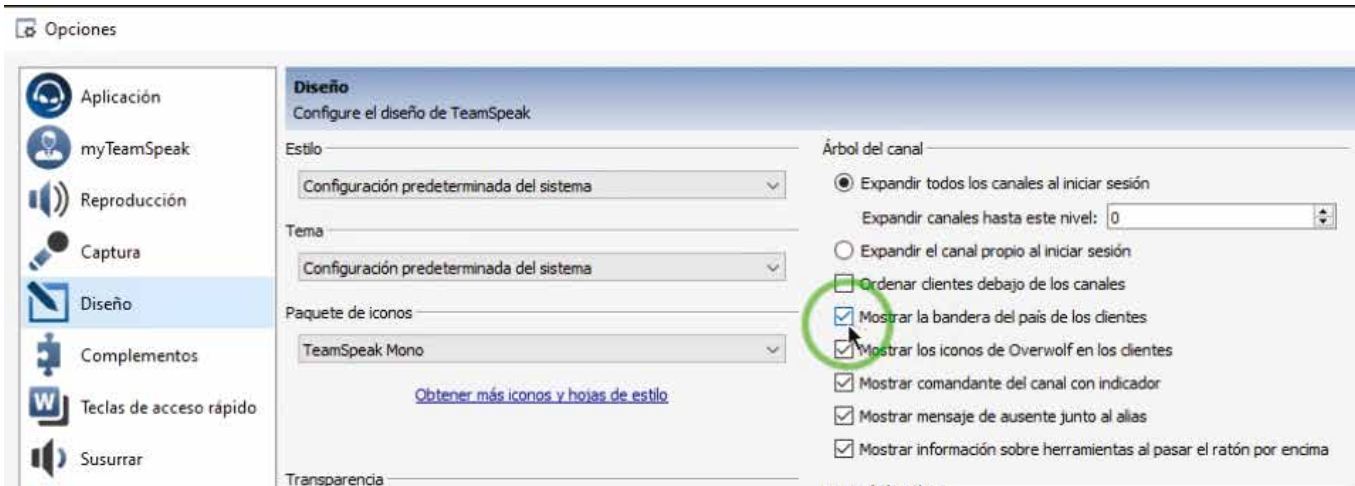 Opciones
Aplicación
myTeamSpeak
Reproducción
Captura
Diseño
Complementos
Teclas de acceso rápido
Susurrar
Diseño
Configure el diseño de TeamSpeak
Estilo
Configuración predeterminada del sistema
Tema
Configuración predeterminada del sistema
Paquete de iconos
TeamSpeak Mono
Obtener más iconos y hojas de estilo
Transparencia
Árbol del canal
Expandir todos los canales al iniciar sesión
Expandir canales hasta este nivel: 0
Expandir el canal propio al iniciar sesión
Ordenar clientes debajo de los canales
Mostrar la bandera del país de los clientes
Mostrar los iconos de Overwolf en los clientes
Mostrar comandante del canal con indicador
Mostrar mensaje de ausente junto al alias
Mostrar información sobre herramientas al pasar el ratón por encima